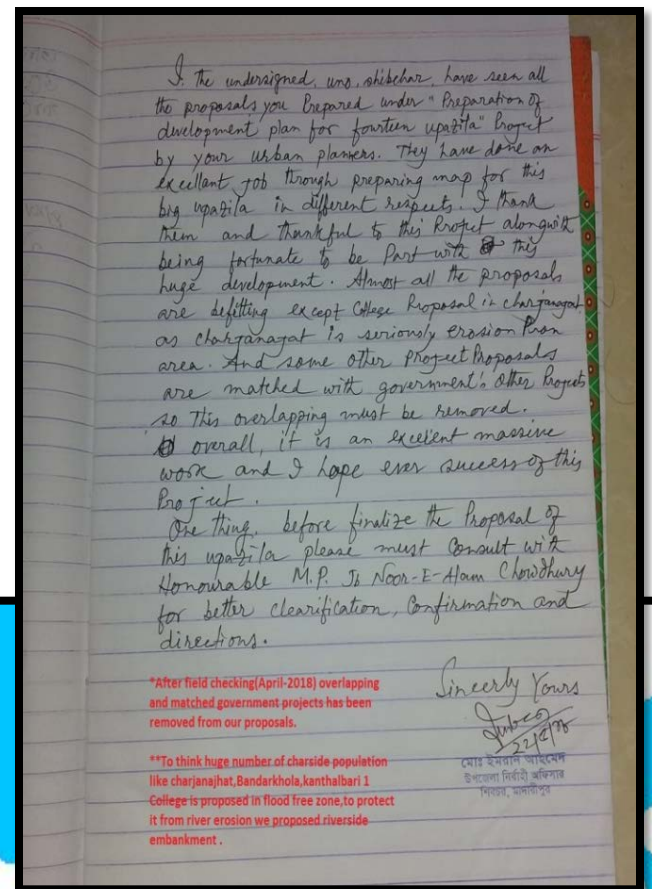 I. the undersigned, uno, shibchar, have seen all
the proposals you Prepared under "Preparation of
development plan for fourteen upazila" Project
by your urban planners. They have done an
excellant job through preparing map for this
big upazila in different respects. I thank
them and thankful to this Project alongwith
being fortunate to be Part with this
huge development. Almost all the proposals
are befitting except College Proposal in charjanajat
as charjanajat is seriously erosion Pron
area. And some other Project Proposals
are matched with government's other Projects
so this overlapping must be removed.
overall, it is an excelent massive
work and I hope ever success of this
Project.
One thing, before finalize the Proposal of
this upazila please must Consult with
Honourable M.P. Jb Noor-E-Alam Chowdhury
for better clearification, Confirmation and
directions.
Sincerly Yours
*After field checking(April-2018) overlapping
and matched government projects has been
removed from our proposals.
**To think huge number of charside population
like charjanajhat,Bandarkhola,kanthalbari 1
College is proposed in flood free zone,to protect
it from river erosion we proposed riverside
embankment .
মোঃ ইমরান আহমেদ
উপজেলা নির্বাহী অফিসার
শিবচর, মাদারীপুর